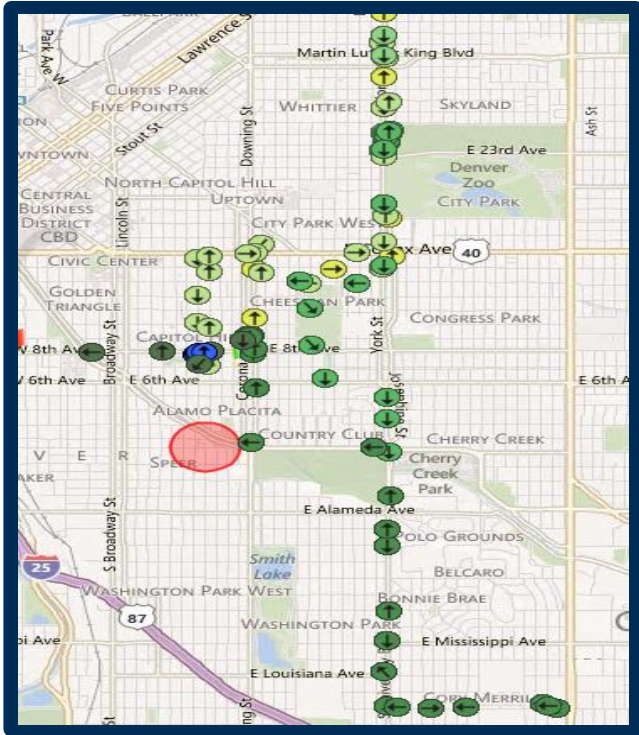 BALL PARK
Park Ave W
Lawrence St
Martin Luther King Blvd
CURTIS PARK
FIVE POINTS
WHITTIER
SKYLAND
Stout St
Downing St
Ash St
E 23rd Ave
NORTH CAPITOL HILL
UPTOWN
Denver
Zoo
CITY PARK
CENTRAL
BUSINESS
DISTRICT
CBD
Lincoln St
CITY PARK WEST
Ave
40
CIVIC CENTER
GOLDEN
TRIANGLE
CHEESMAN PARK
CONGRESS PARK
York St
CAPITOL HILL
W 8th Ave
E 8th Ave
Broadway St
W 6th Ave
E 6th Ave
Corona
E 6th A
Josephine St
ALAMO PLACITA
COUNTRY CLUB
CHERRY CREEK
V E R
SPEER
AKER
Cherry
Creek
Park
E Alameda Ave
S Broadway St
POLO GROUNDS
25
Smith
Lake
BELCARO
WASHINGTON PARK WEST
BONNIE BRAE
87
WASHINGTON PARK
pi Ave
E Mississippi Ave
E Louisiana Ave
CORY MERRILL
ng St